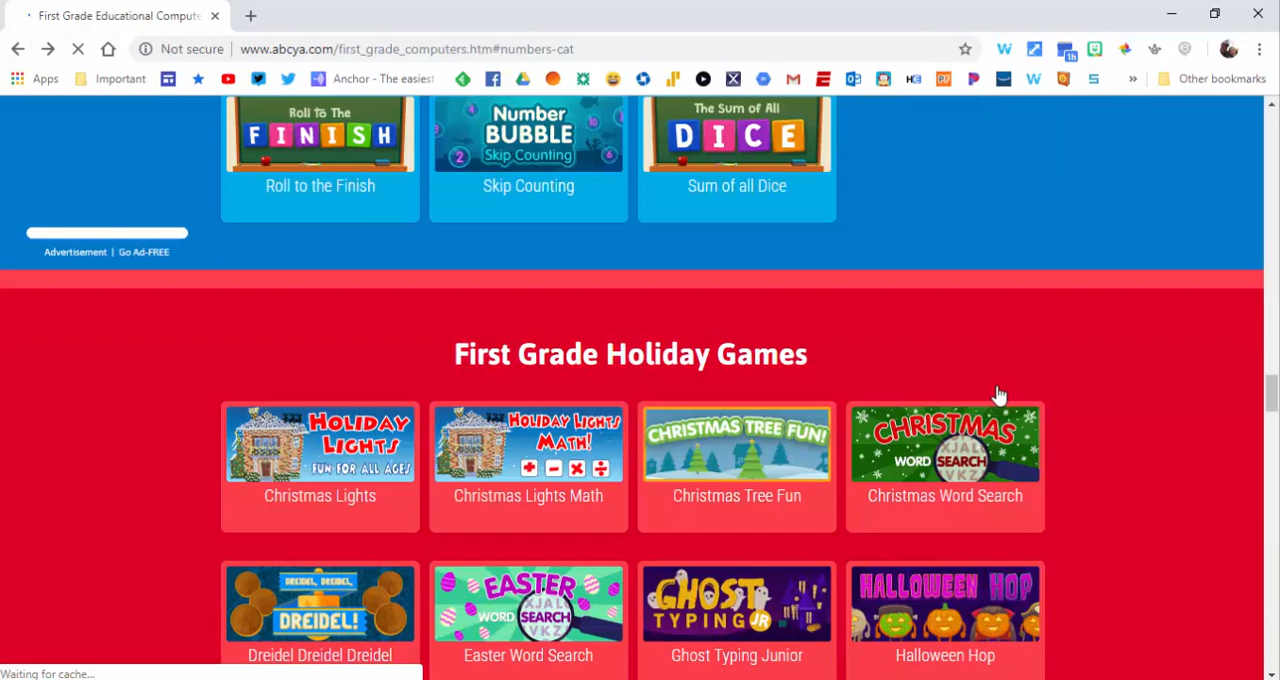 First Grade Educational Compute
Not secure www.abcya.com/first_grade_computers.htm#numbers-cat
Apps Important Anchor - The easiest Other bookmarks
Roll to The FINISH
Number BUBBLE Skip Counting
The Sum of All DICE
Roll to the Finish Skip Counting Sum of all Dice
Advertisement | Go Ad-FREE
First Grade Holiday Games
HOLIDAY LIGHTS FUN FOR ALL AGES
HOLIDAY LIGHTS MATH!
CHRISTMAS TREE FUN!
CHRISTMAS WORD SEARCH
Christmas Lights Christmas Lights Math Christmas Tree Fun Christmas Word Search
DREIDEL, DREIDEL, DREIDEL!
EASTER WORD SEARCH
GHOST TYPING JR
HALLOWEEN HOP
Dreidel Dreidel Dreidel Easter Word Search Ghost Typing Junior Halloween Hop
Waiting for cache...